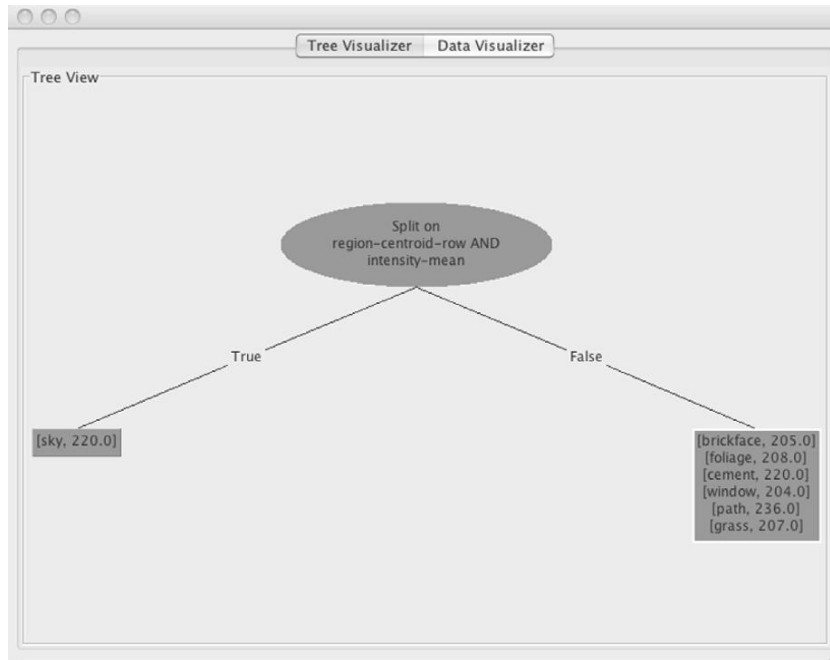 Tree Visualizer Data Visualizer
Tree View
Split on
region-centroid-row AND
intensity-mean
True
False
[sky, 220.0]
[brickface, 205.0]
[foliage, 208.0]
[cement, 220.0]
[window, 204.0]
[path, 236.0]
[grass, 207.0]